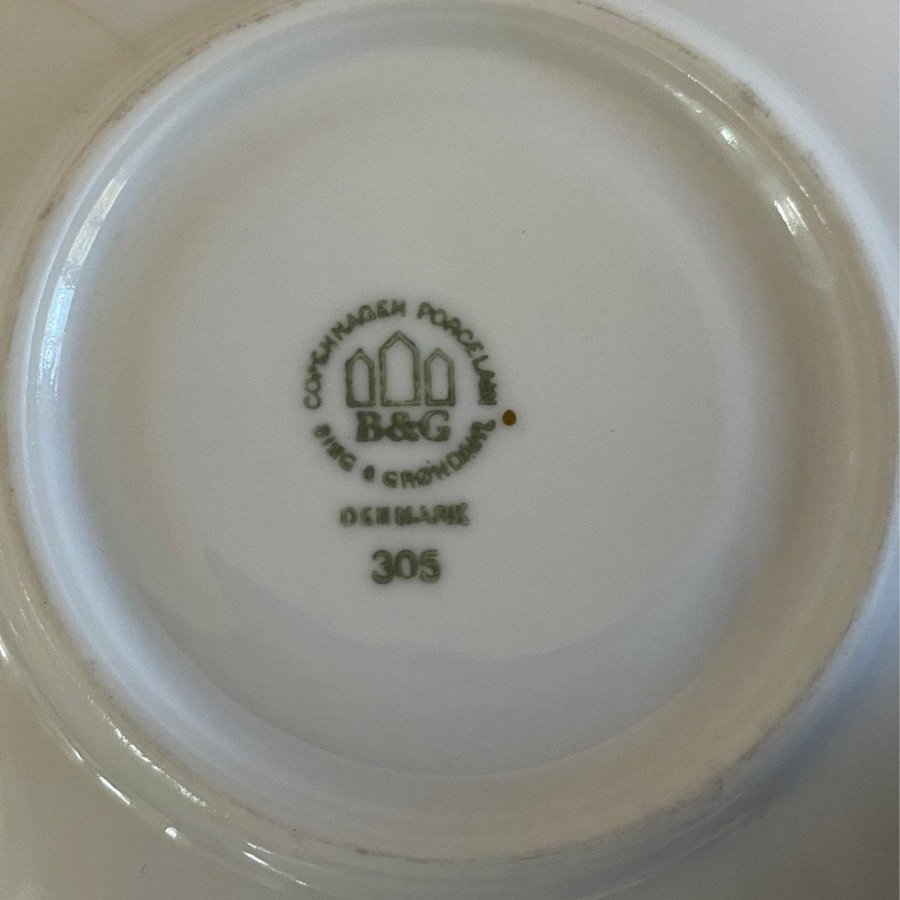 COPENHAGEN PORCELAIN
B&G
BING & GRØNDAHL
DENMARK
305